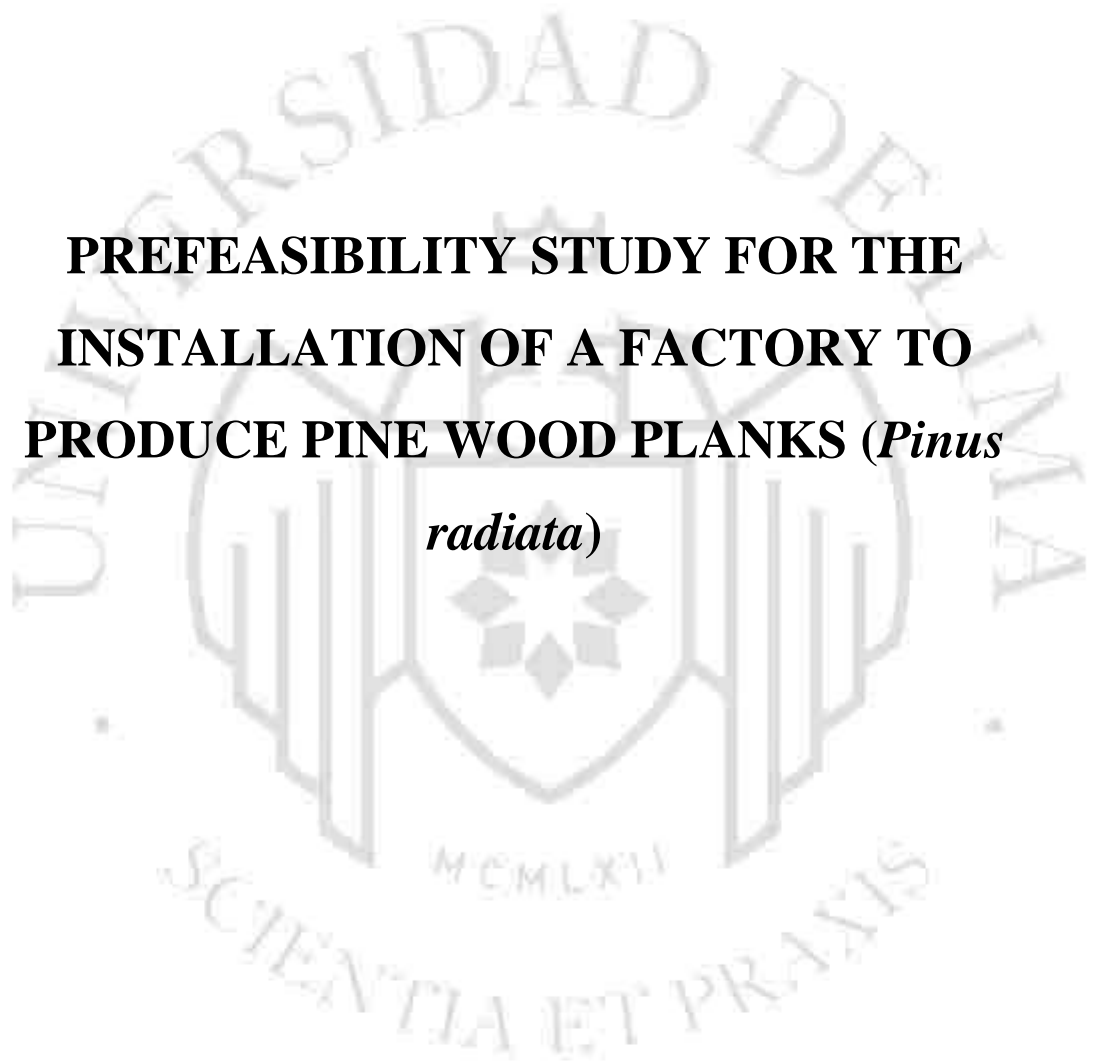 UNIVERSIDAD DE LIMA
PREFEASIBILITY STUDY FOR THE
INSTALLATION OF A FACTORY TO
PRODUCE PINE WOOD PLANKS (Pinus
radiata)
MCMLXII
SCIENTIA ET PRAXIS